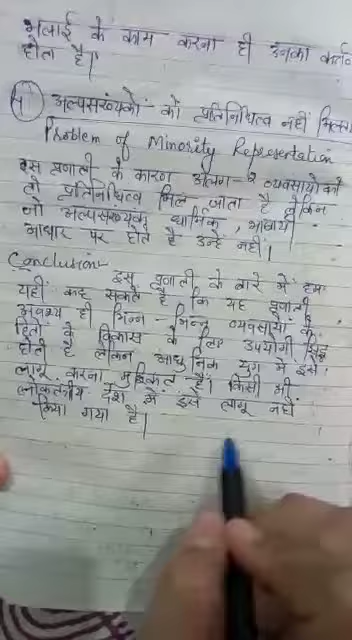 भलाई के काम करना ही उनका कर्तव
होता है।
4) अल्पसंख्यकों - को प्रतिनिधित्व नहीं मिलता
Problem of Minority Representation
इस प्रणाली के कारण अलग-2 व्यवसायों को
तो प्रतिनिधित्व मिल जाता है लेकिन
जो अल्पसंख्यक धार्मिक, भाषायी
आधार पर होते है उन्हें नहीं।
Conclusion- इस प्रणाली के बारे में हम
यही कह सकते है कि यह प्रणाली
अवश्य ही भिन्न-भिन्न व्यवसायों के
हितों के विकास के लिए उपयोगी सिद्ध
होती है लेकिन आधुनिक युग में इसे
लागू करना मुश्किल है। किसी भी
लोकतंत्रीय देश में इसे लागू नहीं
किया गया है।